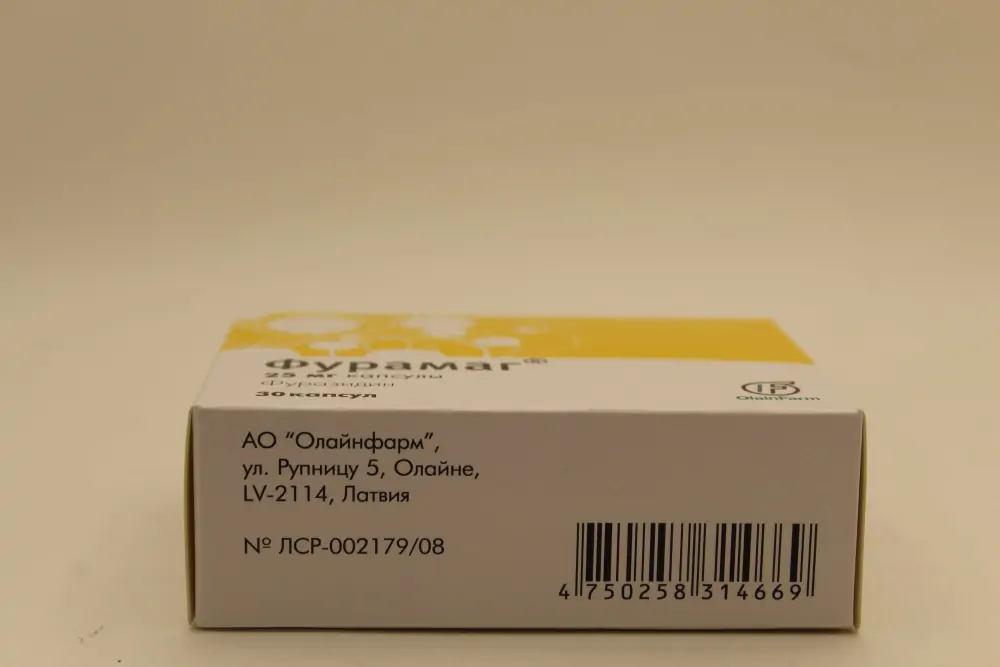 Фурамаг®
25 мг капсулы
Фуразидин
30 капсул
OlainFarm
АО “Олайнфарм”,
ул. Рупницу 5, Олайне,
LV-2114, Латвия
№ ЛСР-002179/08
4 750258 314669